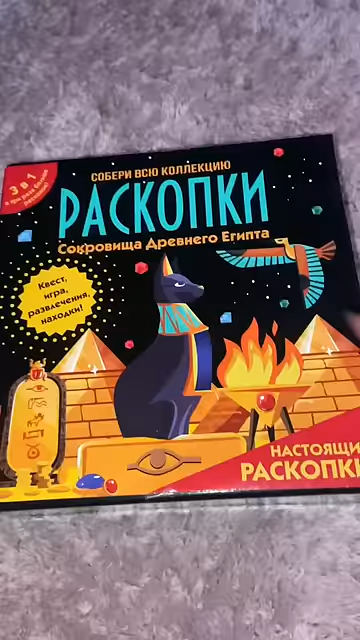 3 в 1
СОБЕРИ ВСЮ КОЛЛЕКЦИЮ
РАСКОПКИ
Сокровища Древнего Египта
Квест,
игра,
развлечения,
находки!
НАСТОЯЩИ
РАСКОПКИ